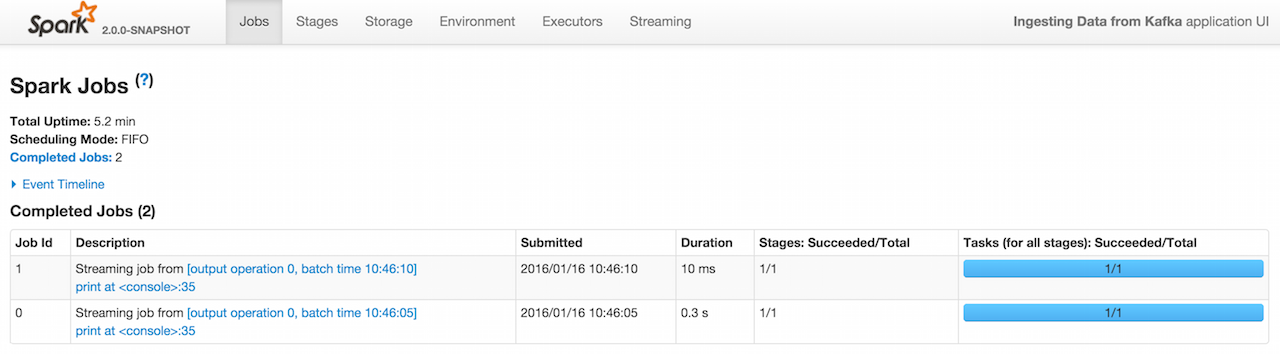 Spark 2.0.0-SNAPSHOT Jobs Stages Storage Environment Executors Streaming Ingesting Data from Kafka application UI
Spark Jobs (?)
Total Uptime: 5.2 min
Scheduling Mode: FIFO
Completed Jobs: 2
Event Timeline
Completed Jobs (2)
Job Id Description Submitted Duration Stages: Succeeded/Total Tasks (for all stages): Succeeded/Total
1 Streaming job from [output operation 0, batch time 10:46:10] 2016/01/16 10:46:10 10 ms 1/1 1/1
print at <console>:35
0 Streaming job from [output operation 0, batch time 10:46:05] 2016/01/16 10:46:05 0.3 s 1/1 1/1
print at <console>:35